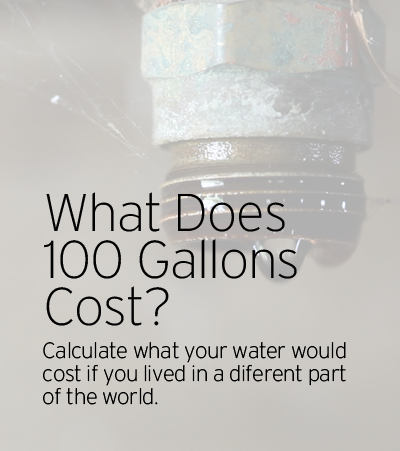 What Does
100 Gallons
Cost?
Calculate what your water would
cost if you lived in a diferent part
of the world.